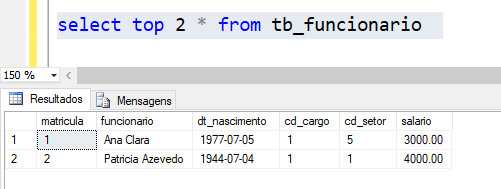 select top 2 * from tb_funcionario
150 %
Resultados Mensagens
matricula funcionario dt_nascimento cd_cargo cd_setor salario
1 1 Ana Clara 1977-07-05 1 5 3000.00
2 2 Patricia Azevedo 1944-07-04 1 1 4000.00